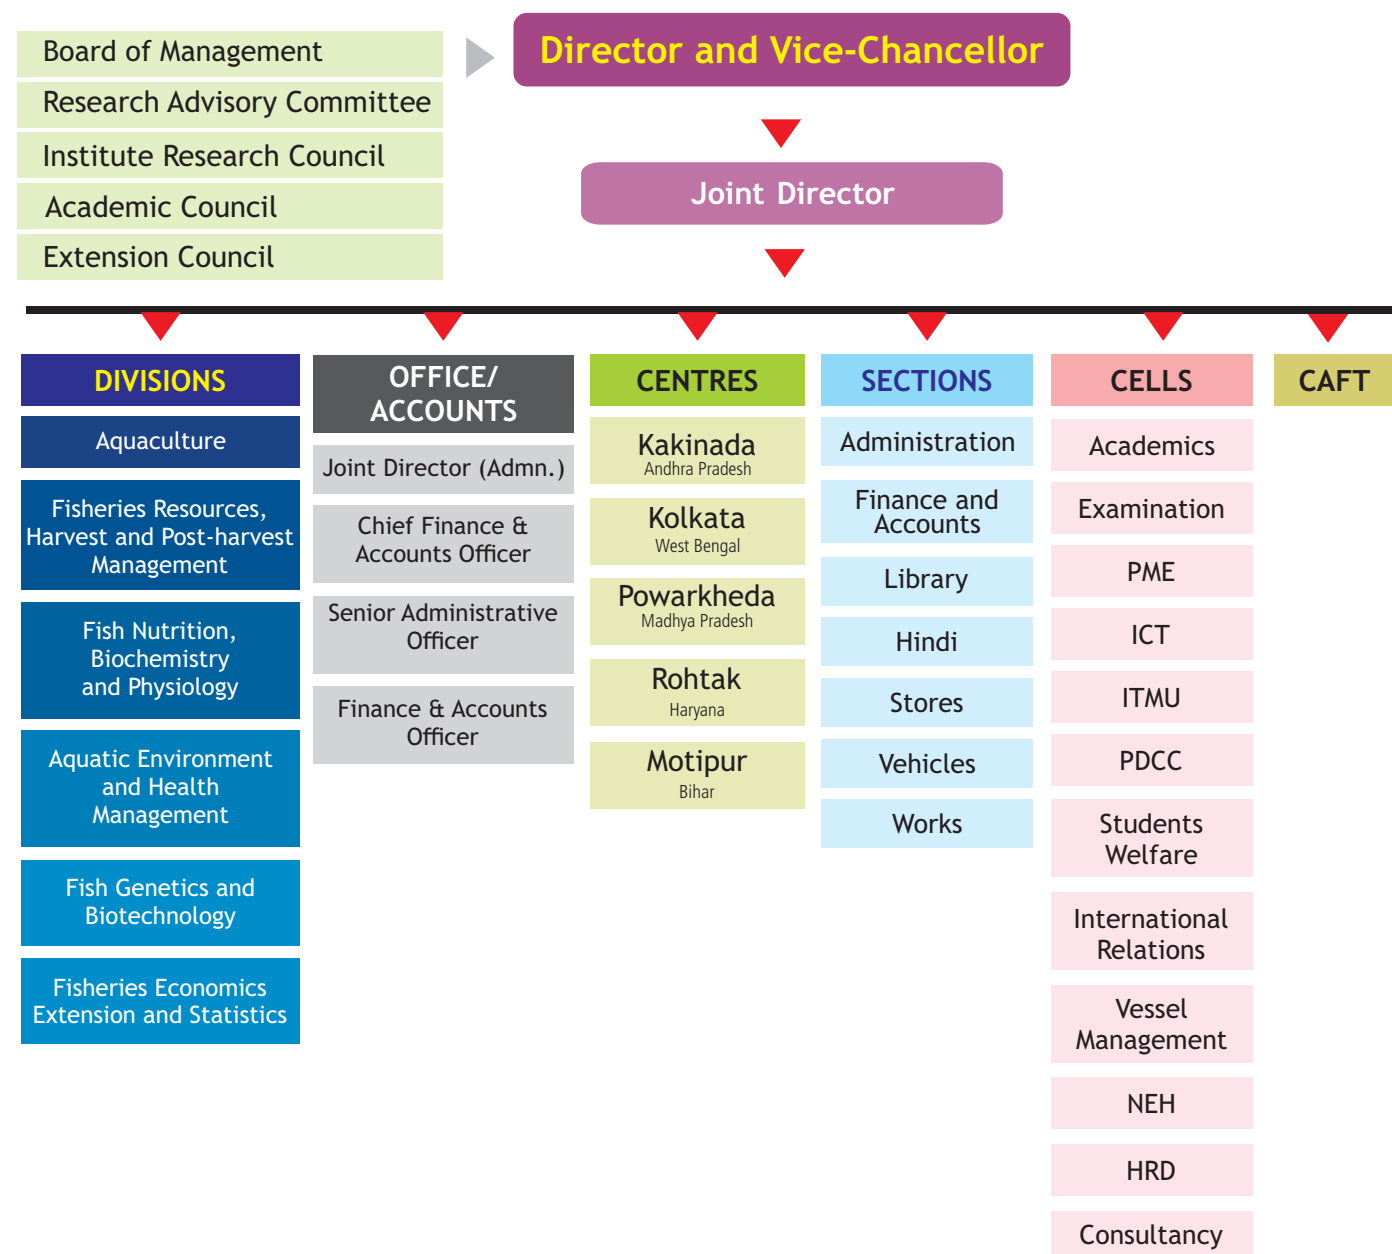 Board of Management
Research Advisory Committee
Institute Research Council
Academic Council
Extension Council
Director and Vice-Chancellor
Joint Director
DIVISIONS
Aquaculture
Fisheries Resources,
Harvest and Post-harvest
Management
Fish Nutrition,
Biochemistry
and Physiology
Aquatic Environment
and Health
Management
Fish Genetics and
Biotechnology
Fisheries Economics
Extension and Statistics
OFFICE/
ACCOUNTS
Joint Director (Admn.)
Chief Finance &
Accounts Officer
Senior Administrative
Officer
Finance & Accounts
Officer
CENTRES
Kakinada
Andhra Pradesh
Kolkata
West Bengal
Powarkheda
Madhya Pradesh
Rohtak
Haryana
Motipur
Bihar
SECTIONS
Administration
Finance and
Accounts
Library
Hindi
Stores
Vehicles
Works
CELLS
Academics
Examination
PME
ICT
ITMU
PDCC
Students
Welfare
International
Relations
Vessel
Management
NEH
HRD
Consultancy
CAFT